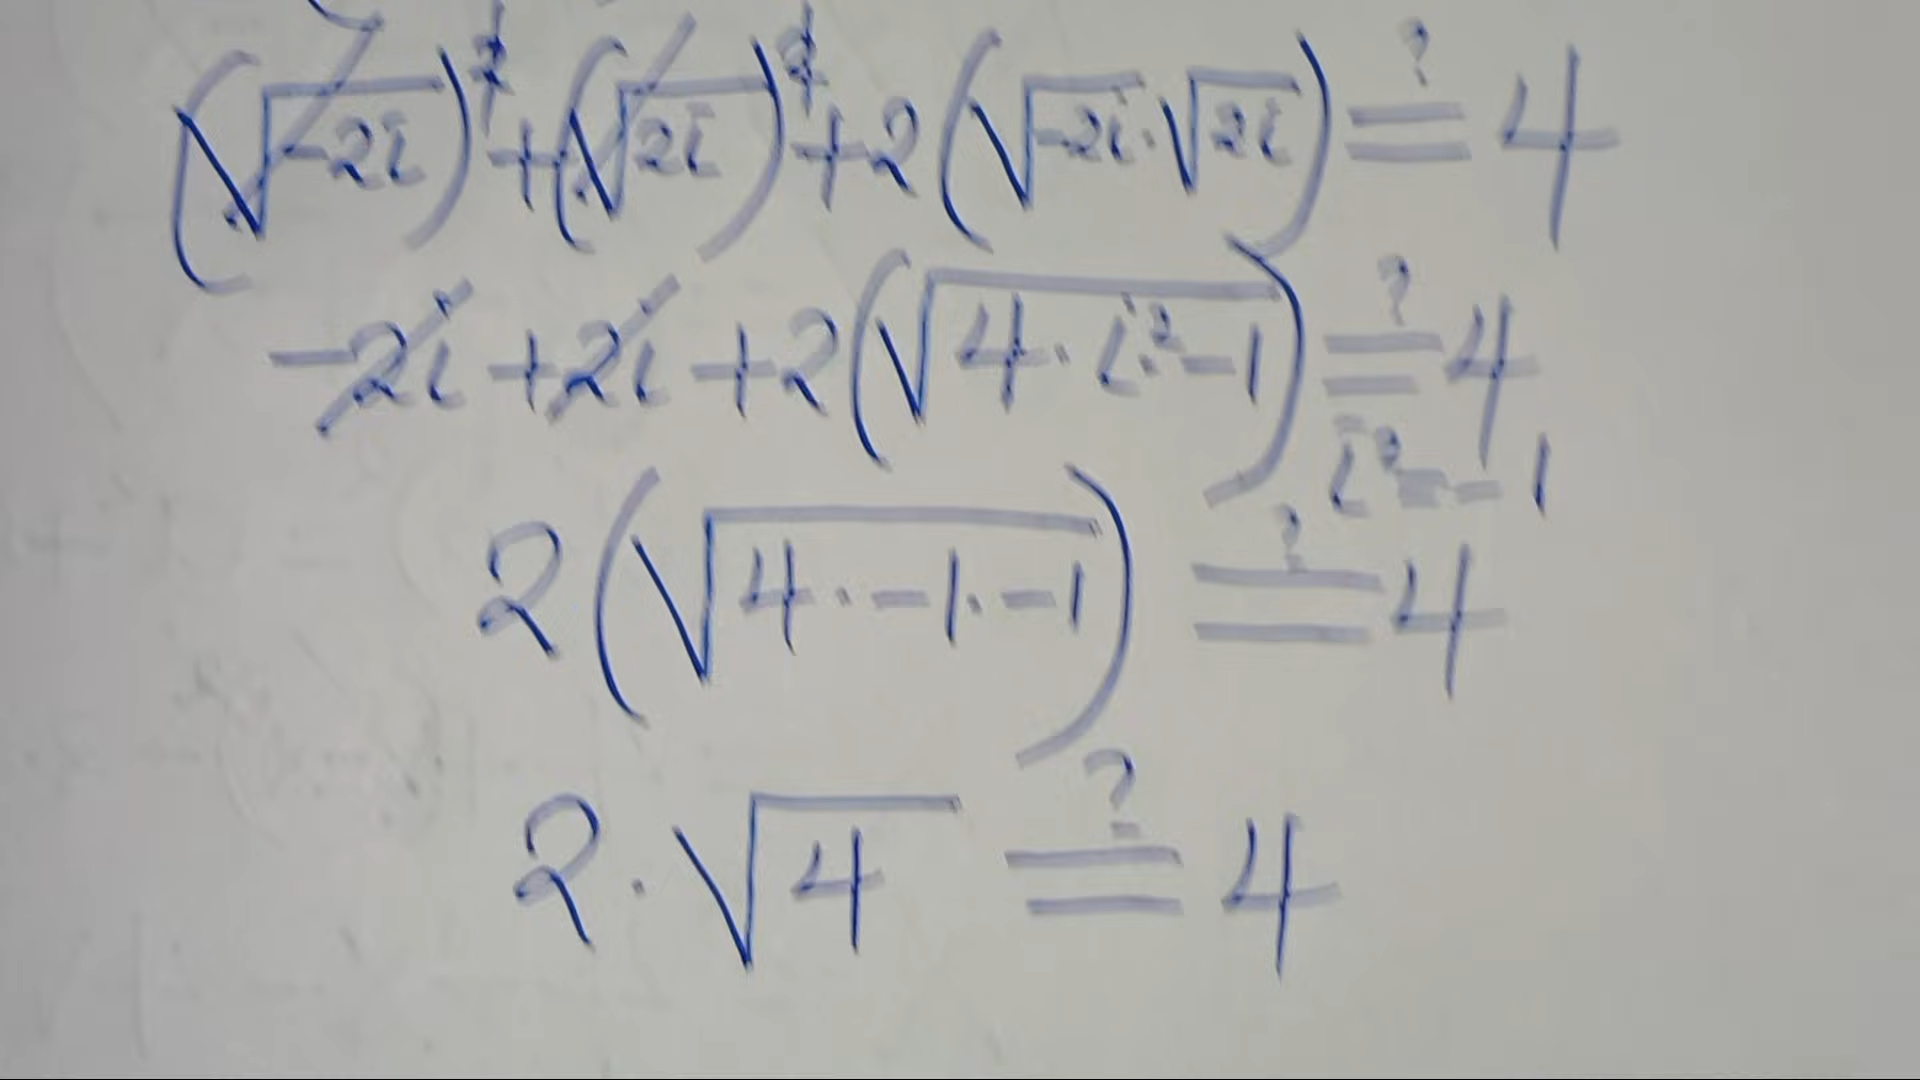 (√-2i)² + (√2i)² + 2(√-2i · √2i) ?= 4
-2i + 2i + 2(√4 · i² · -1) ?= 4
i² = -1
2(√4 · -1 · -1) ?= 4
2 · √4 ?= 4